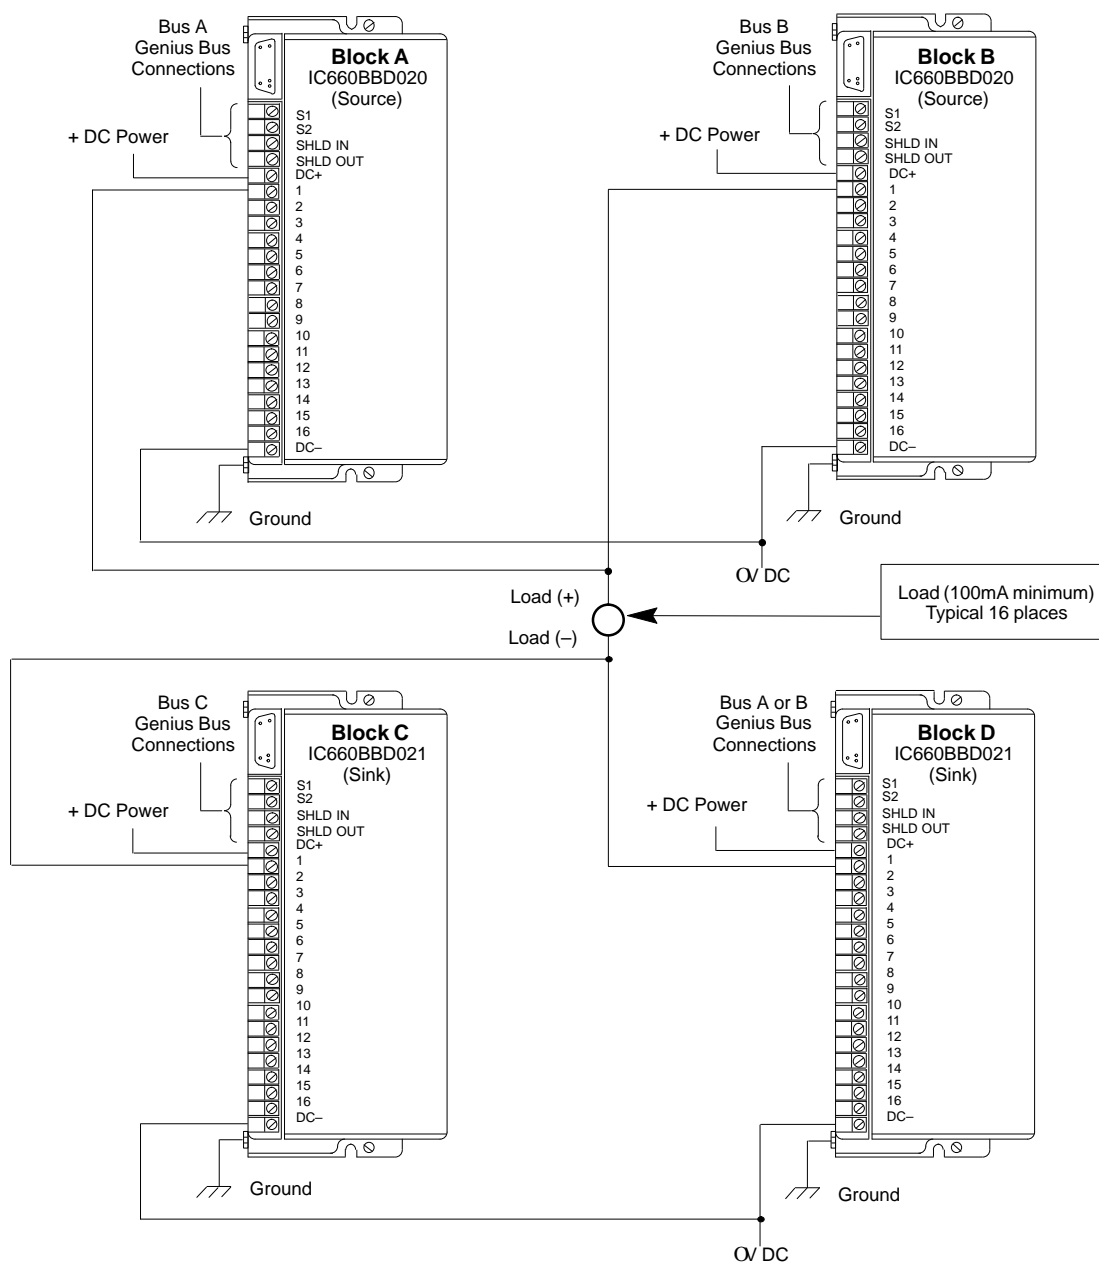 Bus A
Genius Bus
Connections
Block A
IC660BBD020
(Source)
+ DC Power
S1
S2
SHLD IN
SHLD OUT
DC+
1
2
3
4
5
6
7
8
9
10
11
12
13
14
15
16
DC–
Ground
Bus B
Genius Bus
Connections
Block B
IC660BBD020
(Source)
+ DC Power
S1
S2
SHLD IN
SHLD OUT
DC+
1
2
3
4
5
6
7
8
9
10
11
12
13
14
15
16
DC–
Ground
0V DC
Load (+)
Load (–)
Load (100mA minimum)
Typical 16 places
Bus C
Genius Bus
Connections
Block C
IC660BBD021
(Sink)
+ DC Power
S1
S2
SHLD IN
SHLD OUT
DC+
1
2
3
4
5
6
7
8
9
10
11
12
13
14
15
16
DC–
Ground
Bus A or B
Genius Bus
Connections
Block D
IC660BBD021
(Sink)
+ DC Power
S1
S2
SHLD IN
SHLD OUT
DC+
1
2
3
4
5
6
7
8
9
10
11
12
13
14
15
16
DC–
Ground
0V DC